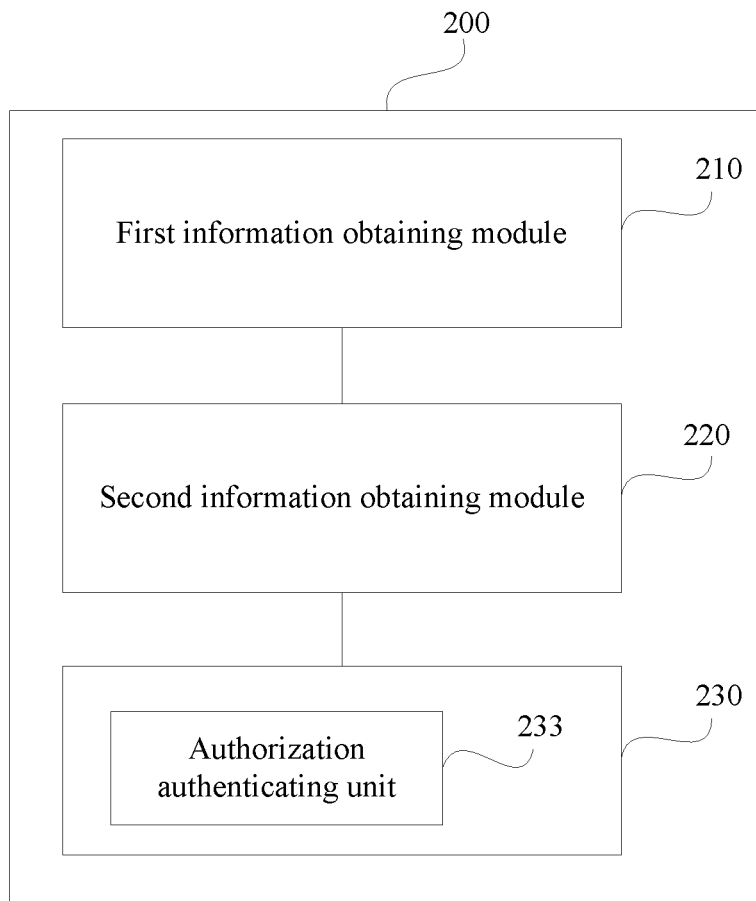 200
210
First information obtaining module
220
Second information obtaining module
230
233
Authorization
authenticating unit